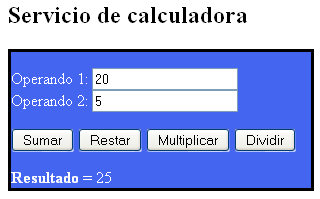 Servicio de calculadora
Operando 1: 20
Operando 2: 5
Sumar Restar Multiplicar Dividir
Resultado = 25